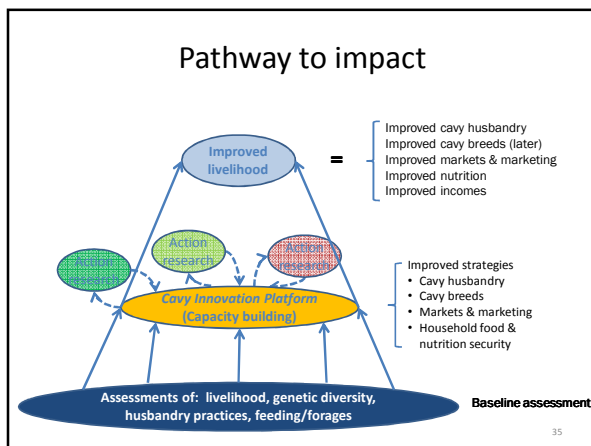 Pathway to impact
Improved
livelihood
=
Improved cavy husbandry
Improved cavy breeds (later)
Improved markets & marketing
Improved nutrition
Improved incomes
Action
research
Action
research
Action
research
Cavy Innovation Platform
(Capacity building)
Improved strategies
• Cavy husbandry
• Cavy breeds
• Markets & marketing
• Household food &
nutrition security
Assessments of: livelihood, genetic diversity,
husbandry practices, feeding/forages
Baseline assessment
35